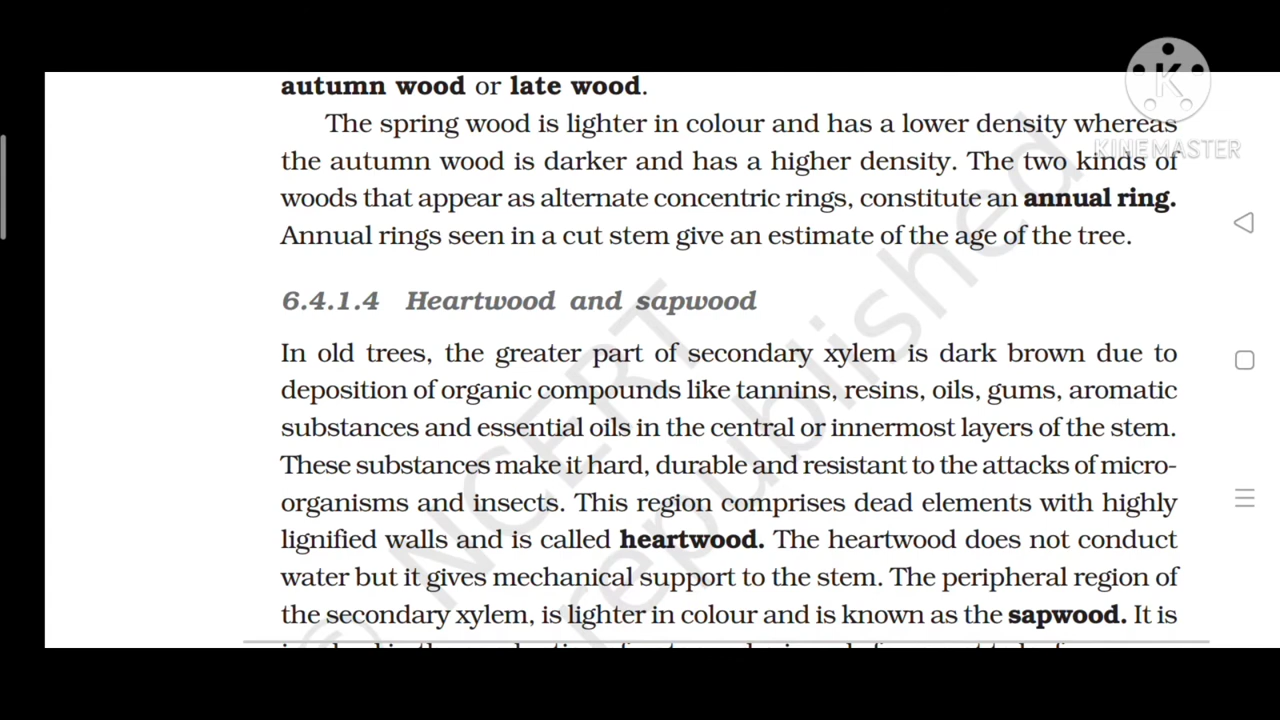 KINEMASTER
autumn wood or late wood.
The spring wood is lighter in colour and has a lower density whereas
the autumn wood is darker and has a higher density. The two kinds of
woods that appear as alternate concentric rings, constitute an annual ring.
Annual rings seen in a cut stem give an estimate of the age of the tree.
6.4.1.4 Heartwood and sapwood
In old trees, the greater part of secondary xylem is dark brown due to
deposition of organic compounds like tannins, resins, oils, gums, aromatic
substances and essential oils in the central or innermost layers of the stem.
These substances make it hard, durable and resistant to the attacks of micro-
organisms and insects. This region comprises dead elements with highly
lignified walls and is called heartwood. The heartwood does not conduct
water but it gives mechanical support to the stem. The peripheral region of
the secondary xylem, is lighter in colour and is known as the sapwood. It is
© NCERT
republished